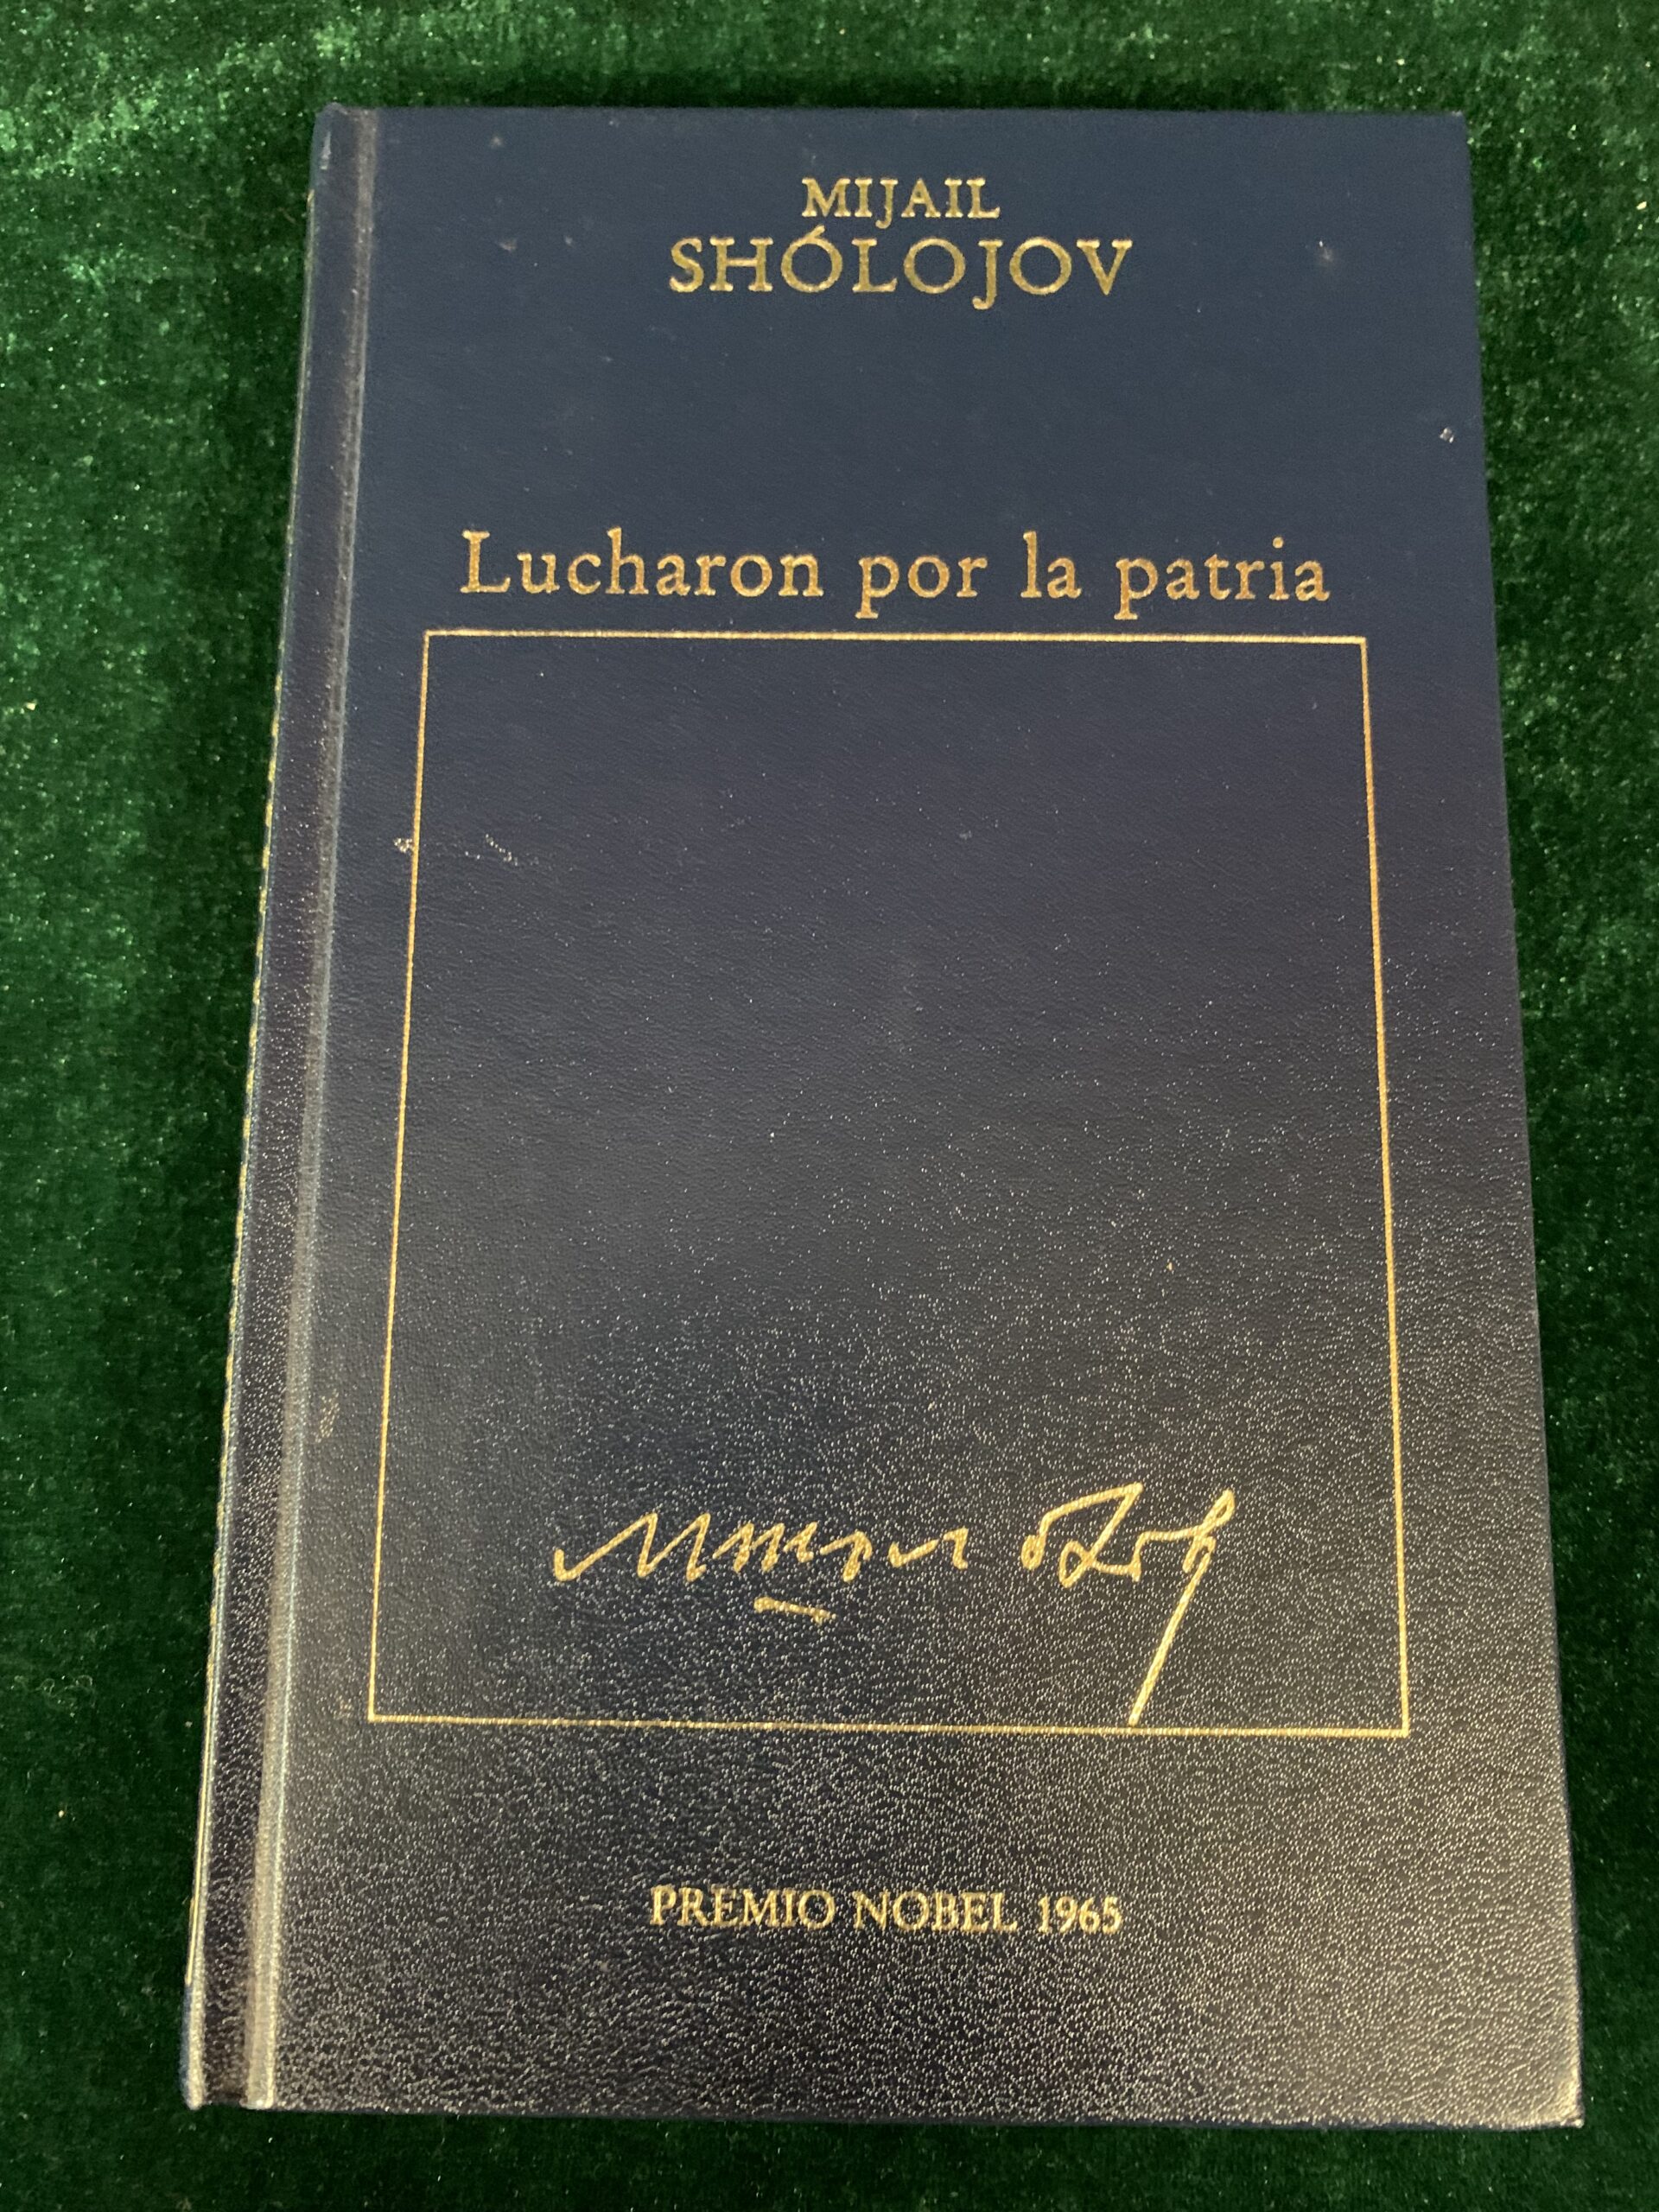 MIJAIL
SHÓLOJOV
Lucharon por la patria
PREMIO NOBEL 1965